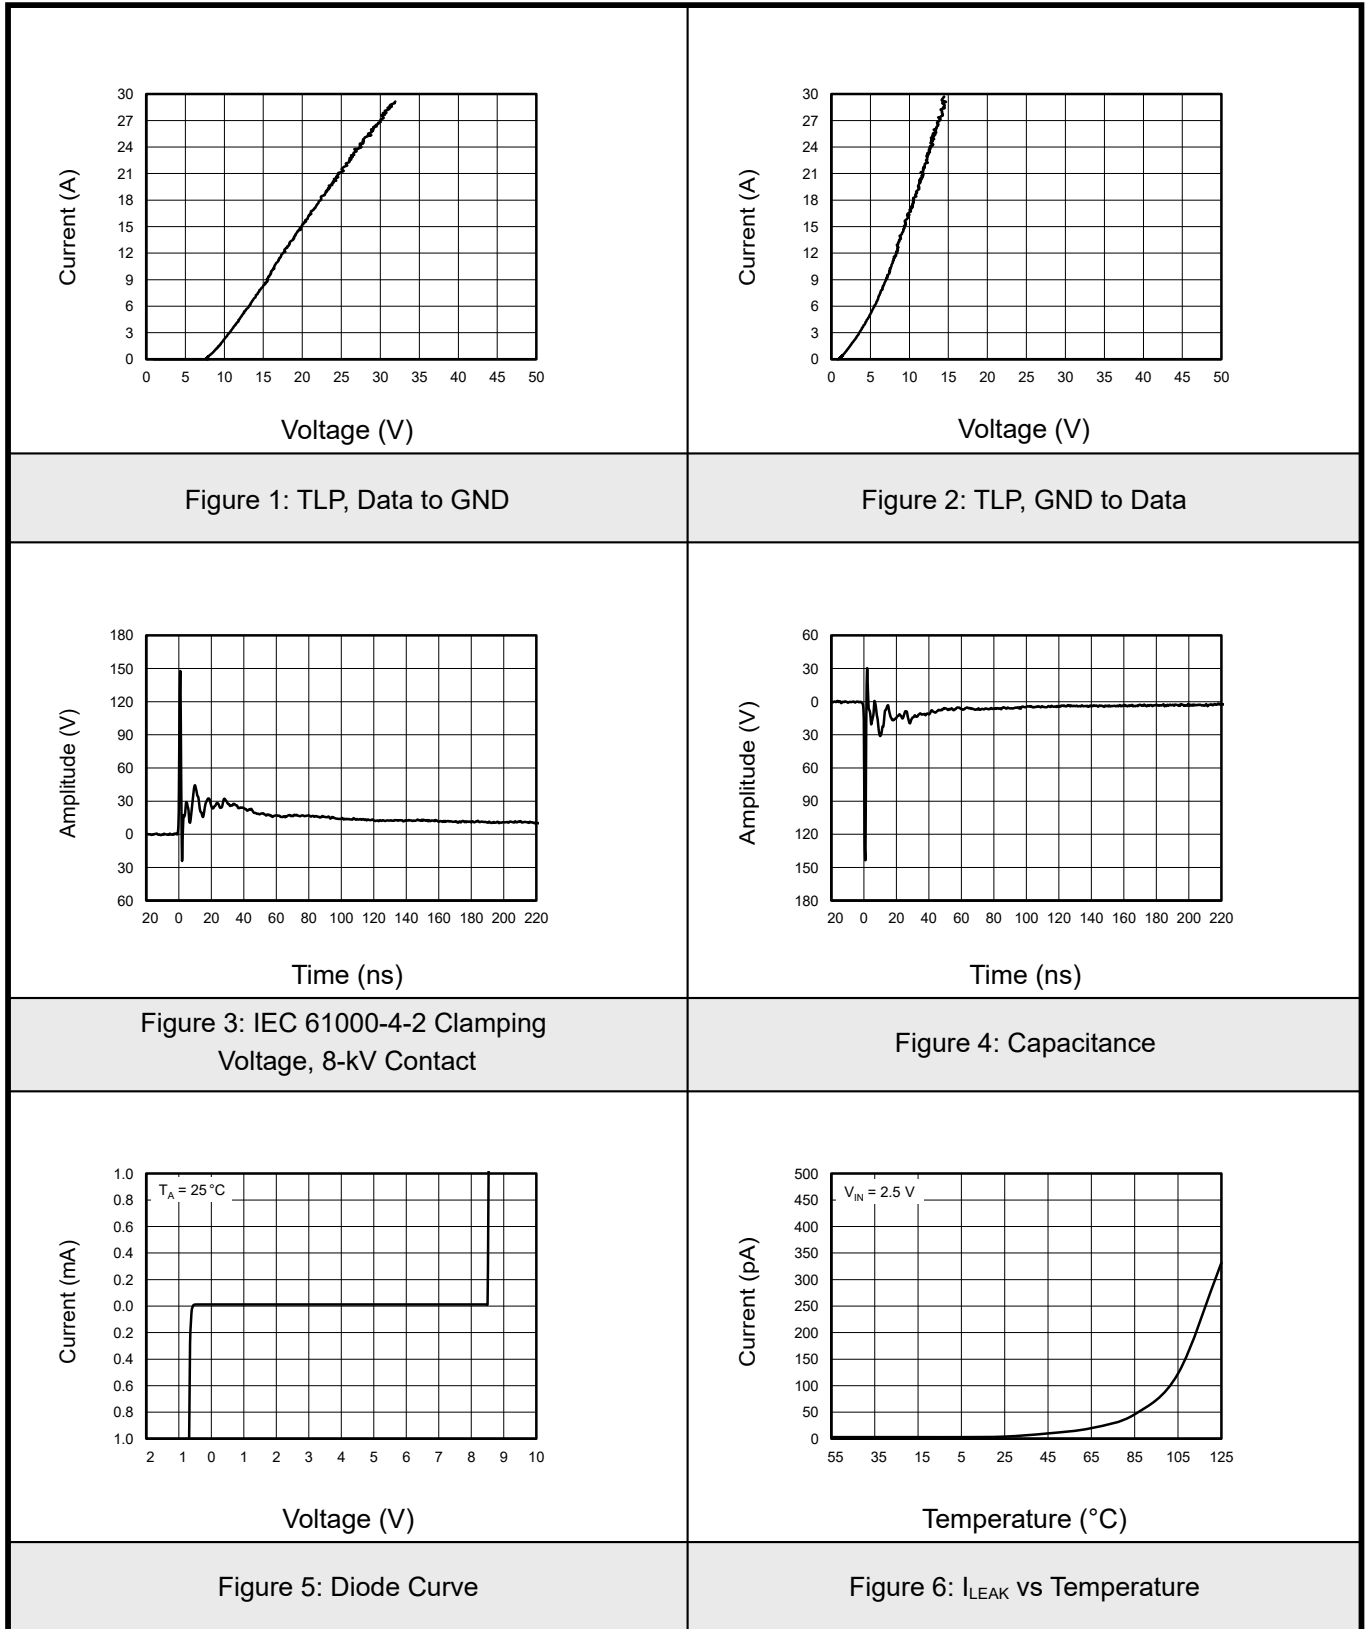 30
27
24
21
18
15
12
9
6
3
0
Current (A)
0 5 10 15 20 25 30 35 40 45 50
Voltage (V)
Figure 1: TLP, Data to GND
30
27
24
21
18
15
12
9
6
3
0
Current (A)
0 5 10 15 20 25 30 35 40 45 50
Voltage (V)
Figure 2: TLP, GND to Data
180
150
120
90
60
30
0
30
60
Amplitude (V)
20 0 20 40 60 80 100 120 140 160 180 200 220
Time (ns)
Figure 3: IEC 61000-4-2 Clamping
Voltage, 8-kV Contact
60
30
0
30
60
90
120
150
180
Amplitude (V)
20 0 20 40 60 80 100 120 140 160 180 200 220
Time (ns)
Figure 4: Capacitance
1.0
0.8
0.6
0.4
0.2
0.0
0.2
0.4
0.6
0.8
1.0
Current (mA)
TA = 25 °C
2 1 0 1 2 3 4 5 6 7 8 9 10
Voltage (V)
Figure 5: Diode Curve
500
450
400
350
300
250
200
150
100
50
0
Current (pA)
VIN = 2.5 V
55 35 15 5 25 45 65 85 105 125
Temperature (°C)
Figure 6: ILEAK vs Temperature